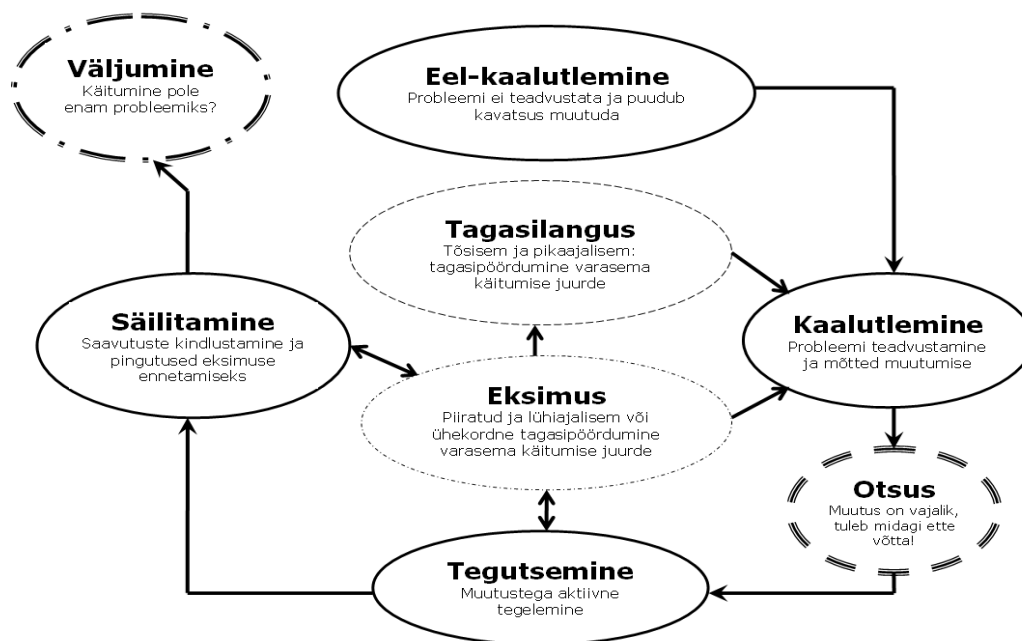 Väljumine
Käitumine pole
enam probleemiks?
Eel-kaalutlemine
Probleemi ei teadvustata ja puudub
kavatsus muutuda
Tagasilangus
Tõsisem ja pikaajalisem:
tagasipöördumine varasema
käitumise juurde
Säilitamine
Saavutuste kindlustamine ja
pingutused eksimuse
ennetamiseks
Kaalutlemine
Probleemi teadvustamine
ja mõtted muutumise
Eksimus
Piiratud ja lühiajalisem või
ühekordne tagasipöördumine
varasema käitumise juurde
Otsus
Muutus on vajalik,
tuleb midagi ette
võtta!
Tegutsemine
Muutustega aktiivne
tegelemine